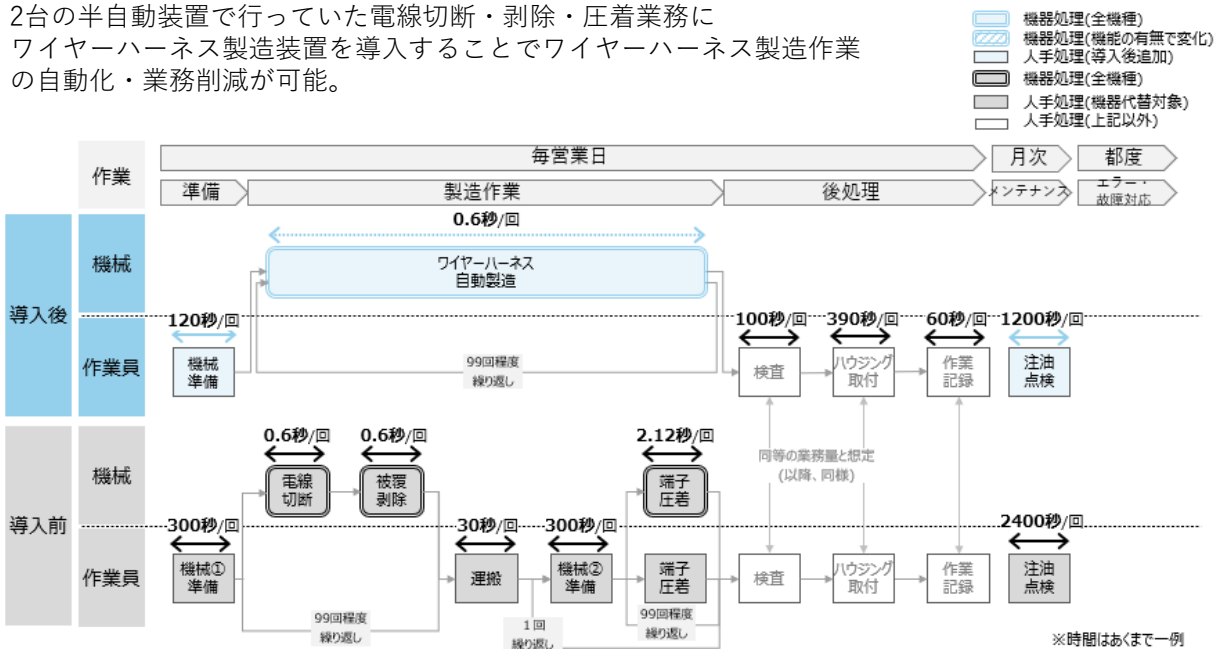 2台の半自動装置で行っていた電線切断・剥除・圧着業務に
ワイヤーハーネス製造装置を導入することでワイヤーハーネス製造作業
の自動化・業務削減が可能。
機器処理(全機種)
機器処理(機能の有無で変化)
人手処理(導入後追加)
機器処理(全機種)
人手処理(機器代替対象)
人手処理(上記以外)
作業
毎営業日
月次
都度
準備
製造作業
後処理
メンテナンス
エラー・
故障対応
導入後
機械
0.6秒/回
ワイヤーハーネス
自動製造
作業員
120秒/回
機械
準備
99回程度
繰り返し
100秒/回
検査
390秒/回
ハウジング
取付
60秒/回
作業
記録
1200秒/回
注油
点検
導入前
機械
0.6秒/回
電線
切断
0.6秒/回
被覆
剥除
2.12秒/回
端子
圧着
同等の業務量と想定
(以降、同様)
作業員
300秒/回
機械①
準備
30秒/回
運搬
300秒/回
機械②
準備
端子
圧着
検査
ハウジング
取付
作業
記録
2400秒/回
注油
点検
99回程度
繰り返し
1回
繰り返し
99回程度
繰り返し
※時間はあくまで一例